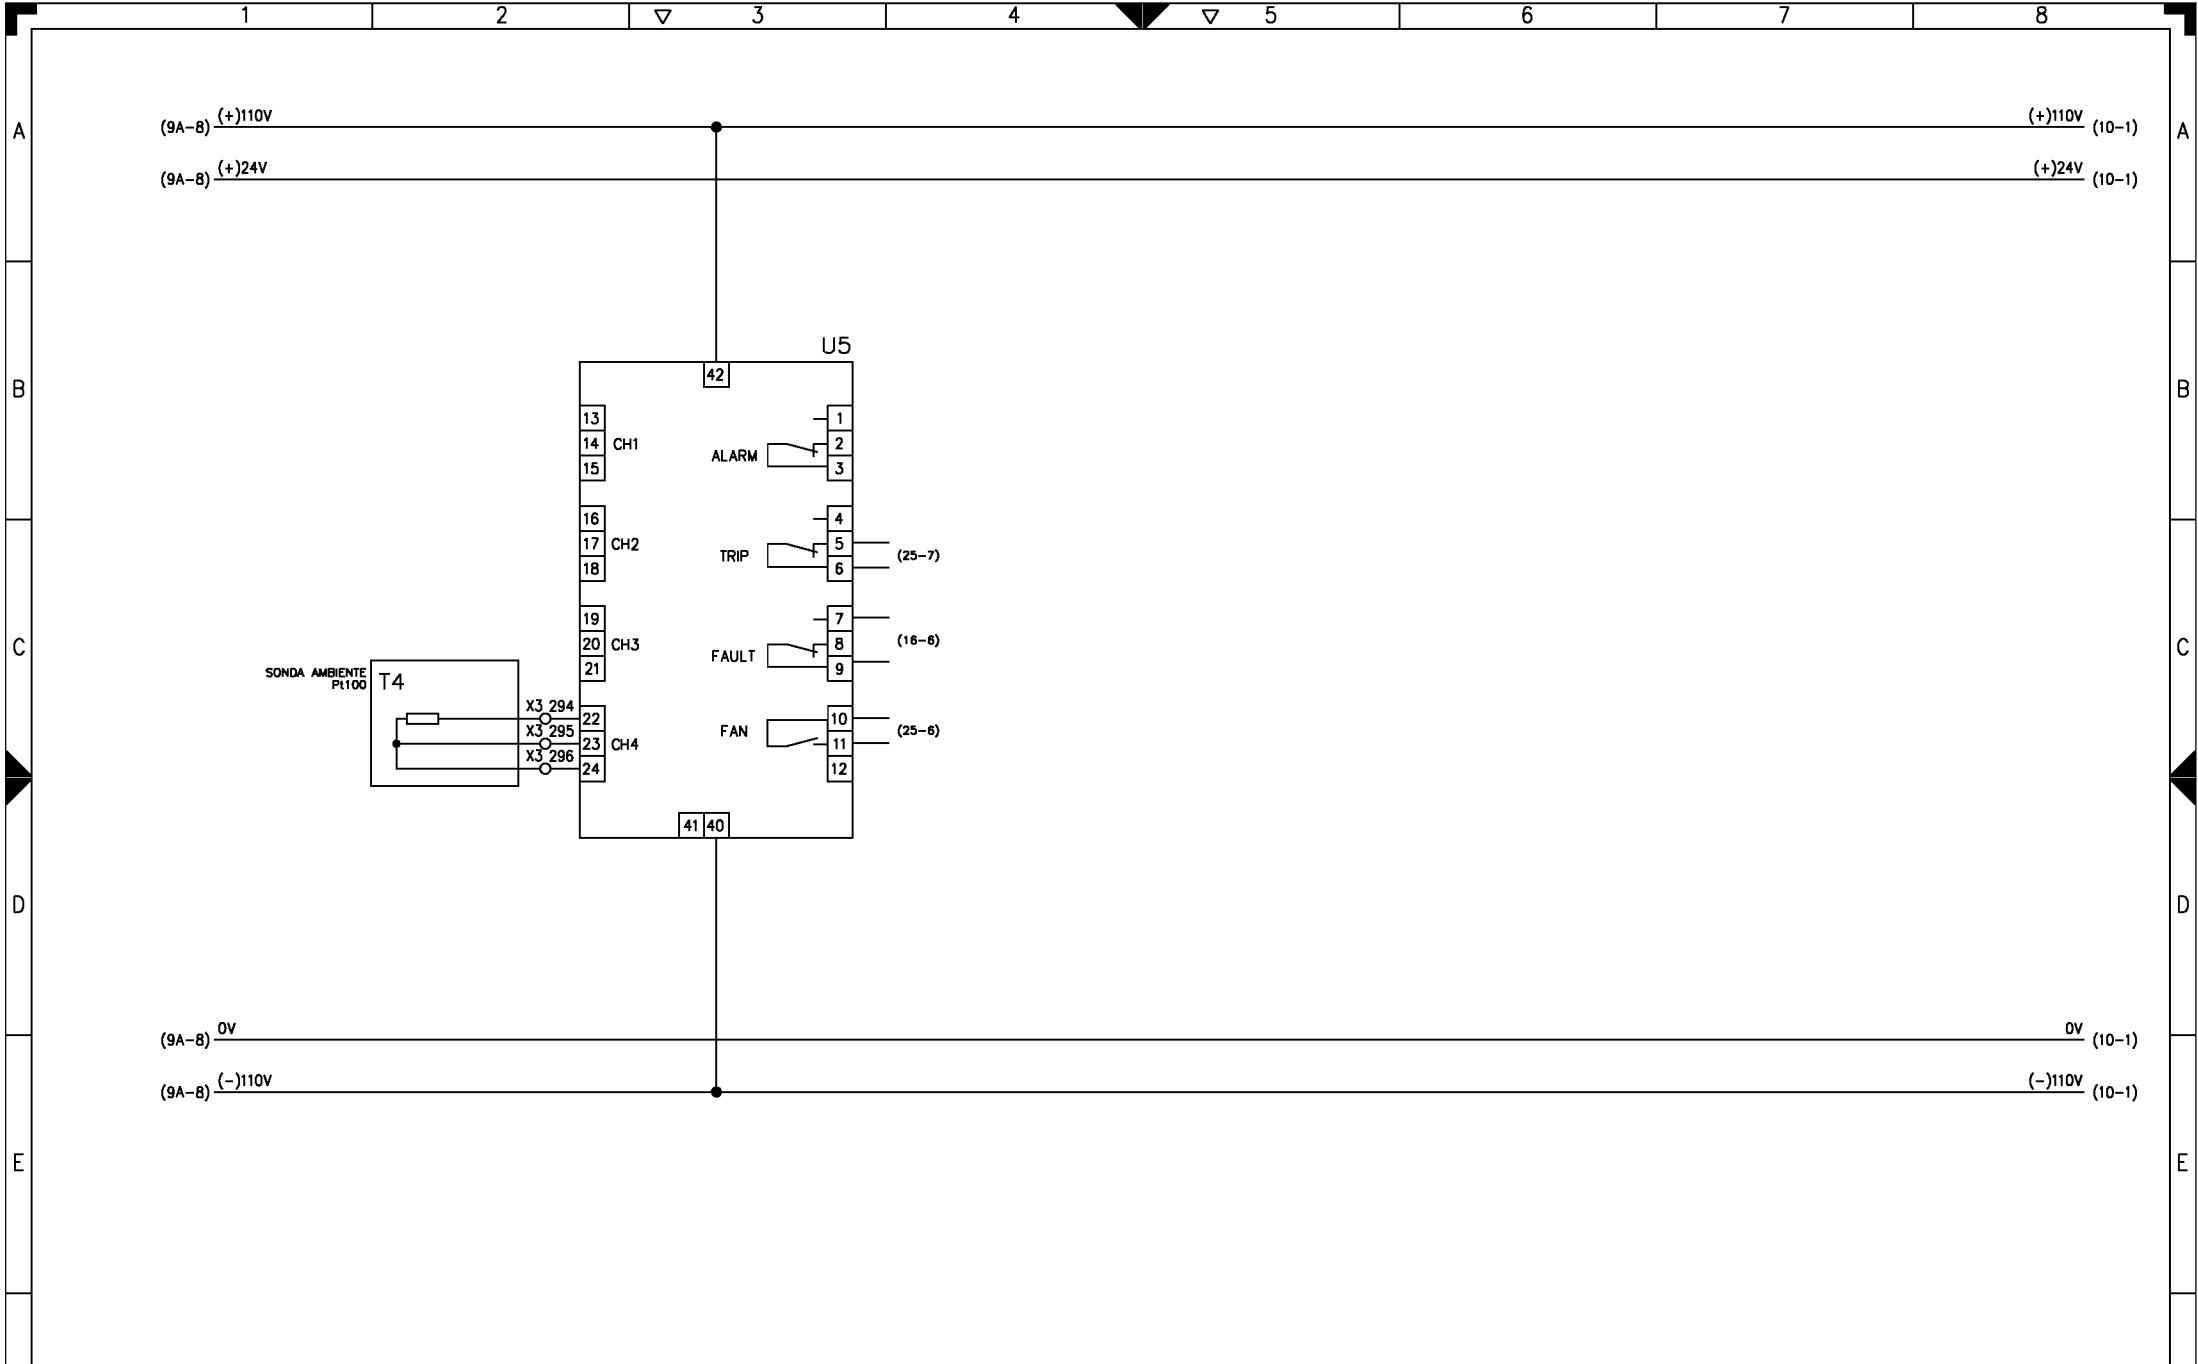 1 2 3 4 5 6 7 8
A (9A-8) (+)110V (+)110V (10-1) A
(9A-8) (+)24V (+)24V (10-1)
U5
42
B B
13 1
14 CH1 2
ALARM
15 3
16 4
17 CH2 5
TRIP (25-7)
18 6
19 7
20 CH3 8 (16-6)
C C
FAULT
21 9
SONDA AMBIENTE
Pt100
T4
X3 294
22 10
X3 295
FAN (25-6)
23 CH4 11
X3 296
24 12
41 40
D D
(9A-8) 0V 0V (10-1)
(9A-8) (-)110V (-)110V (10-1)
E E